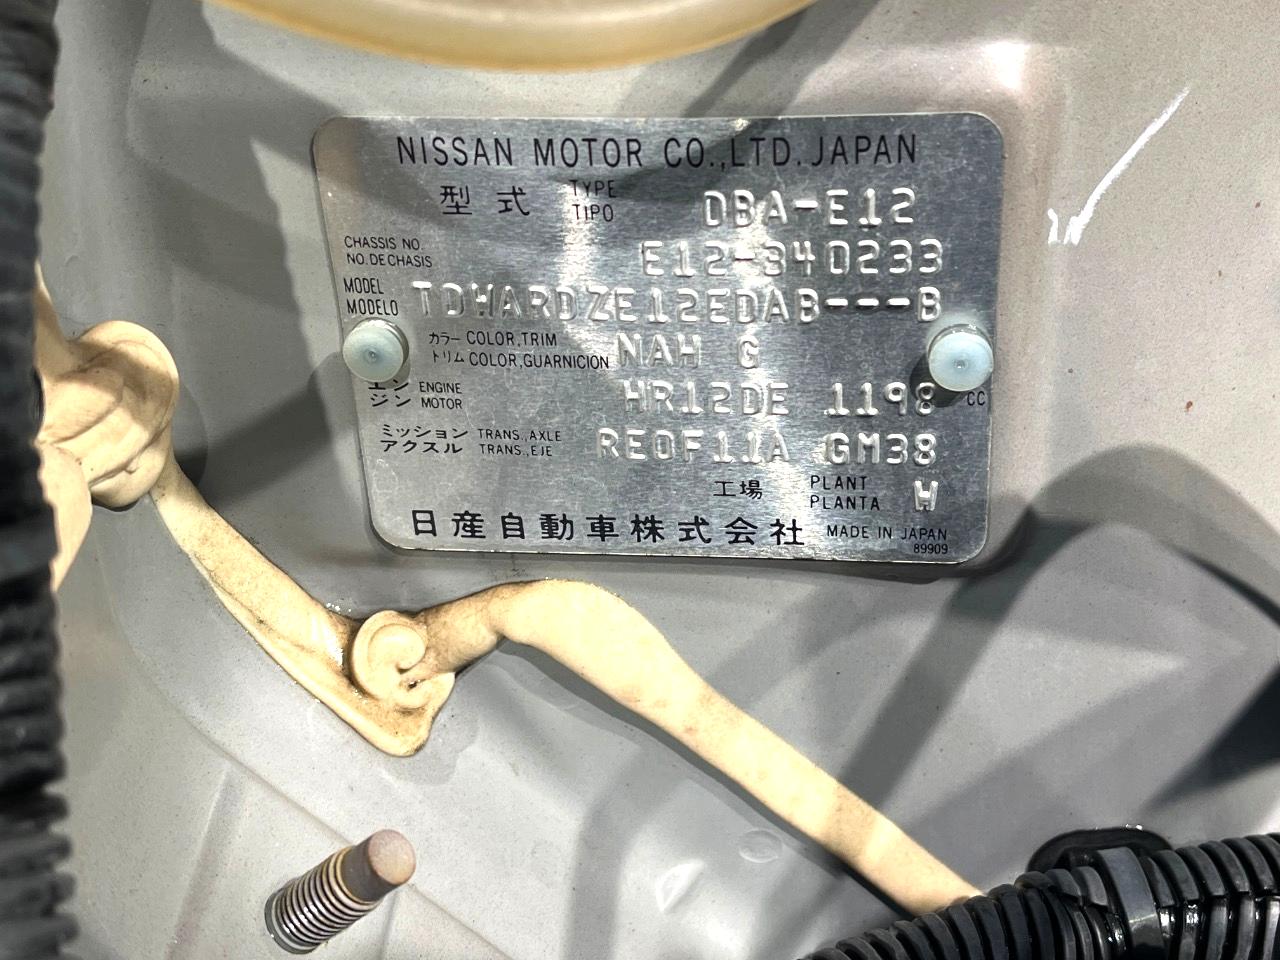 NISSAN MOTOR CO.,LTD. JAPAN
型式 TYPE TIPO DBA-E12
CHASSIS NO. NO. DE CHASIS E12-340233
MODEL MODELO TDWARDZE12EDAB---B
カラー COLOR,TRIM トリム COLOR,GUARNICION NAH G
エンジン ENGINE MOTOR HR12DE 1198 CC
ミッション TRANS.,AXLE アクスル TRANS.,EJE RE0F11A GM38
工場 PLANT PLANTA H
日産自動車株式会社 MADE IN JAPAN
89909